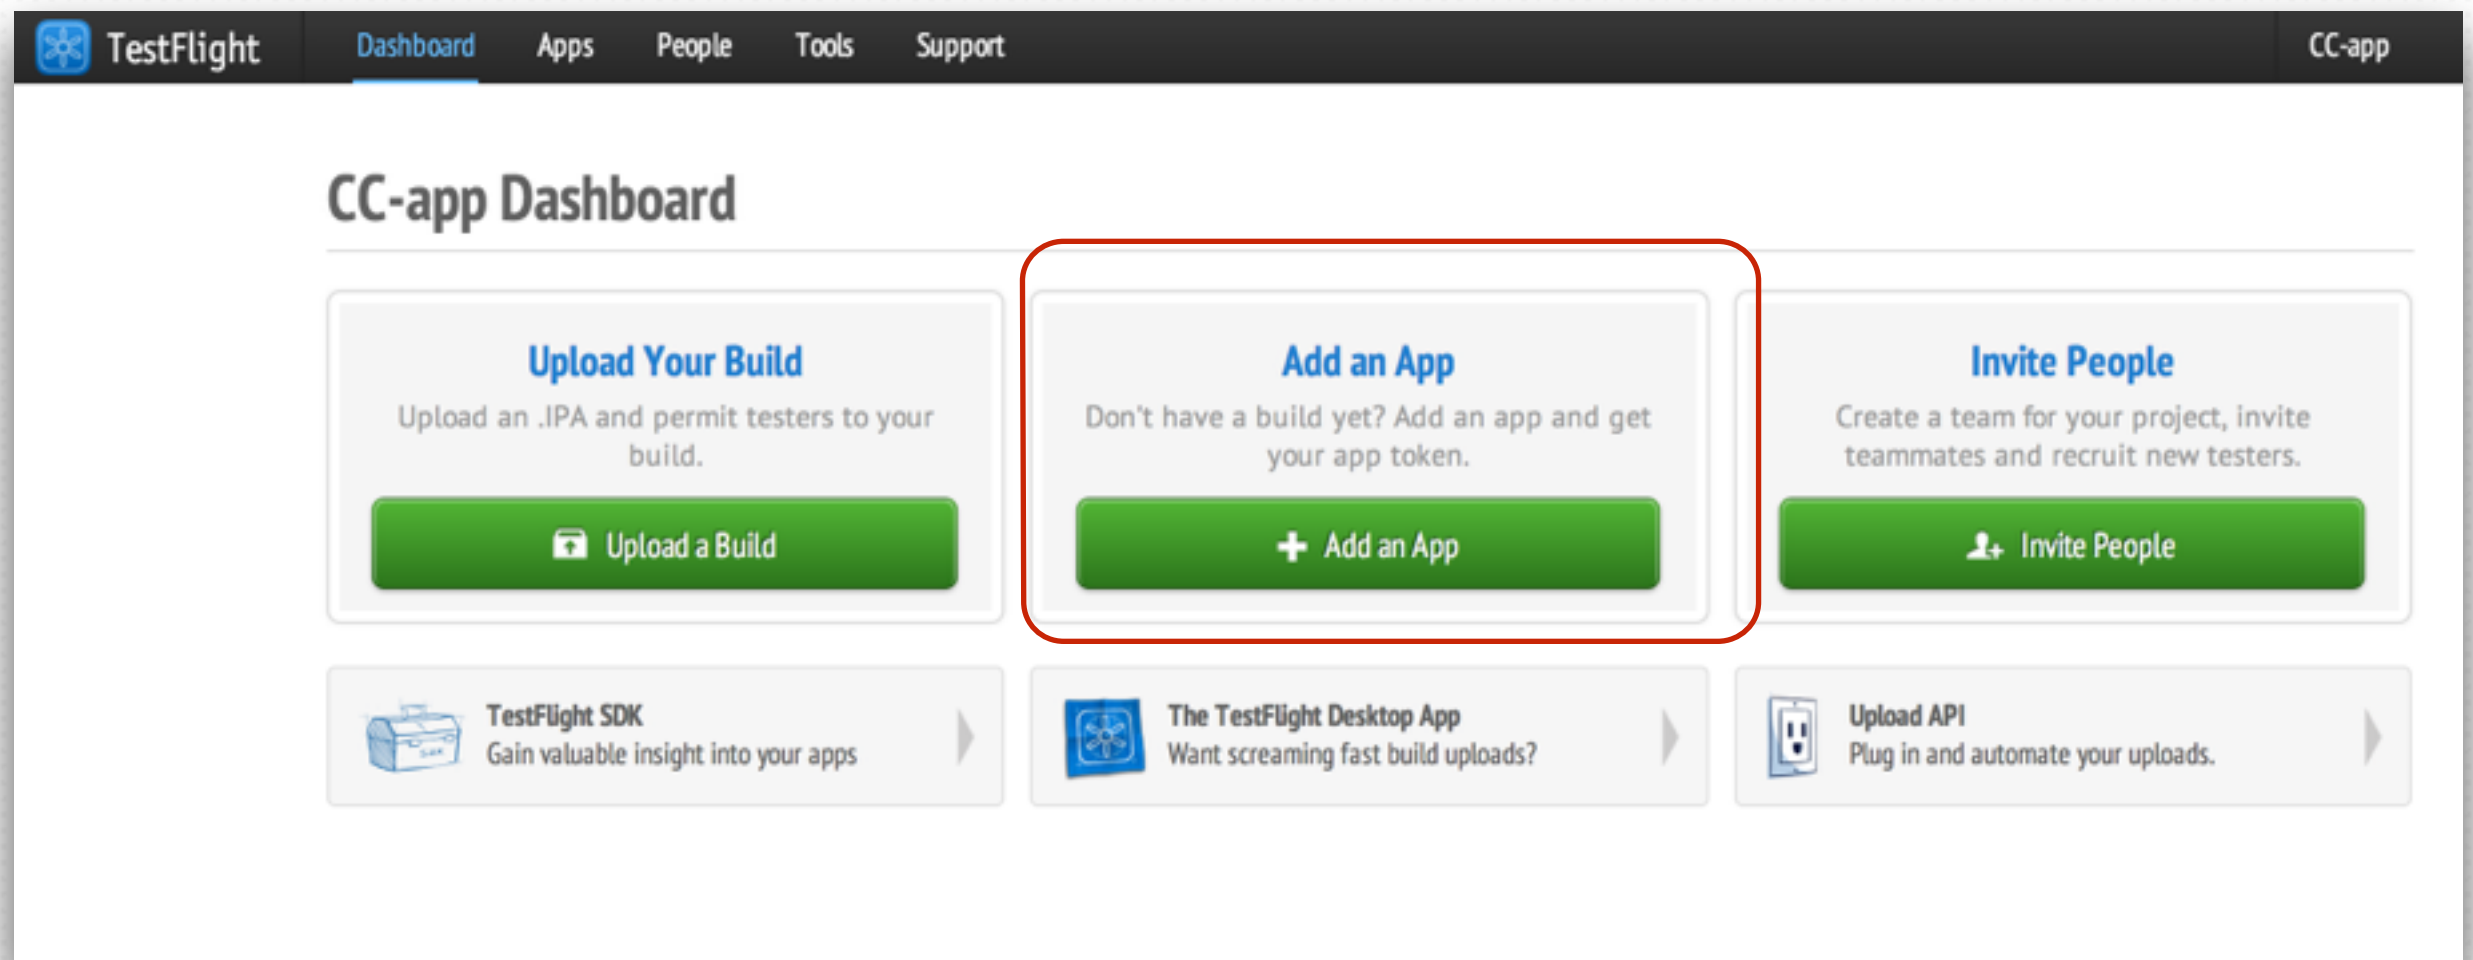 TestFlight Dashboard Apps People Tools Support CC-app
CC-app Dashboard
Upload Your Build
Upload an .IPA and permit testers to your
build.
Upload a Build
Add an App
Don't have a build yet? Add an app and get
your app token.
Add an App
Invite People
Create a team for your project, invite
teammates and recruit new testers.
Invite People
SDK
TestFlight SDK
Gain valuable insight into your apps
The TestFlight Desktop App
Want screaming fast build uploads?
Upload API
Plug in and automate your uploads.